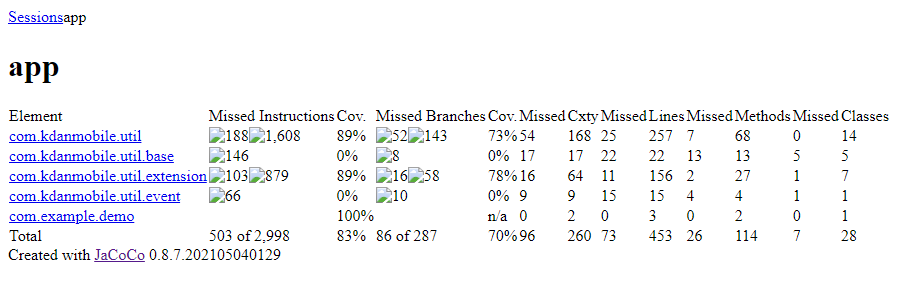 Sessionsapp
app
Element Missed Instructions Cov. Missed Branches Cov. Missed Cxty Missed Lines Missed Methods Missed Classes
com.kdanmobile.util 188 1,608 89% 52 143 73% 54 168 25 257 7 68 0 14
com.kdanmobile.util.base 146 0% 8 0% 17 17 22 22 13 13 5 5
com.kdanmobile.util.extension 103 879 89% 16 58 78% 16 64 11 156 2 27 1 7
com.kdanmobile.util.event 66 0% 10 0% 9 9 15 15 4 4 1 1
com.example.demo 100% n/a 0 2 0 3 0 2 0 1
Total 503 of 2,998 83% 86 of 287 70% 96 260 73 453 26 114 7 28
Created with JaCoCo 0.8.7.202105040129